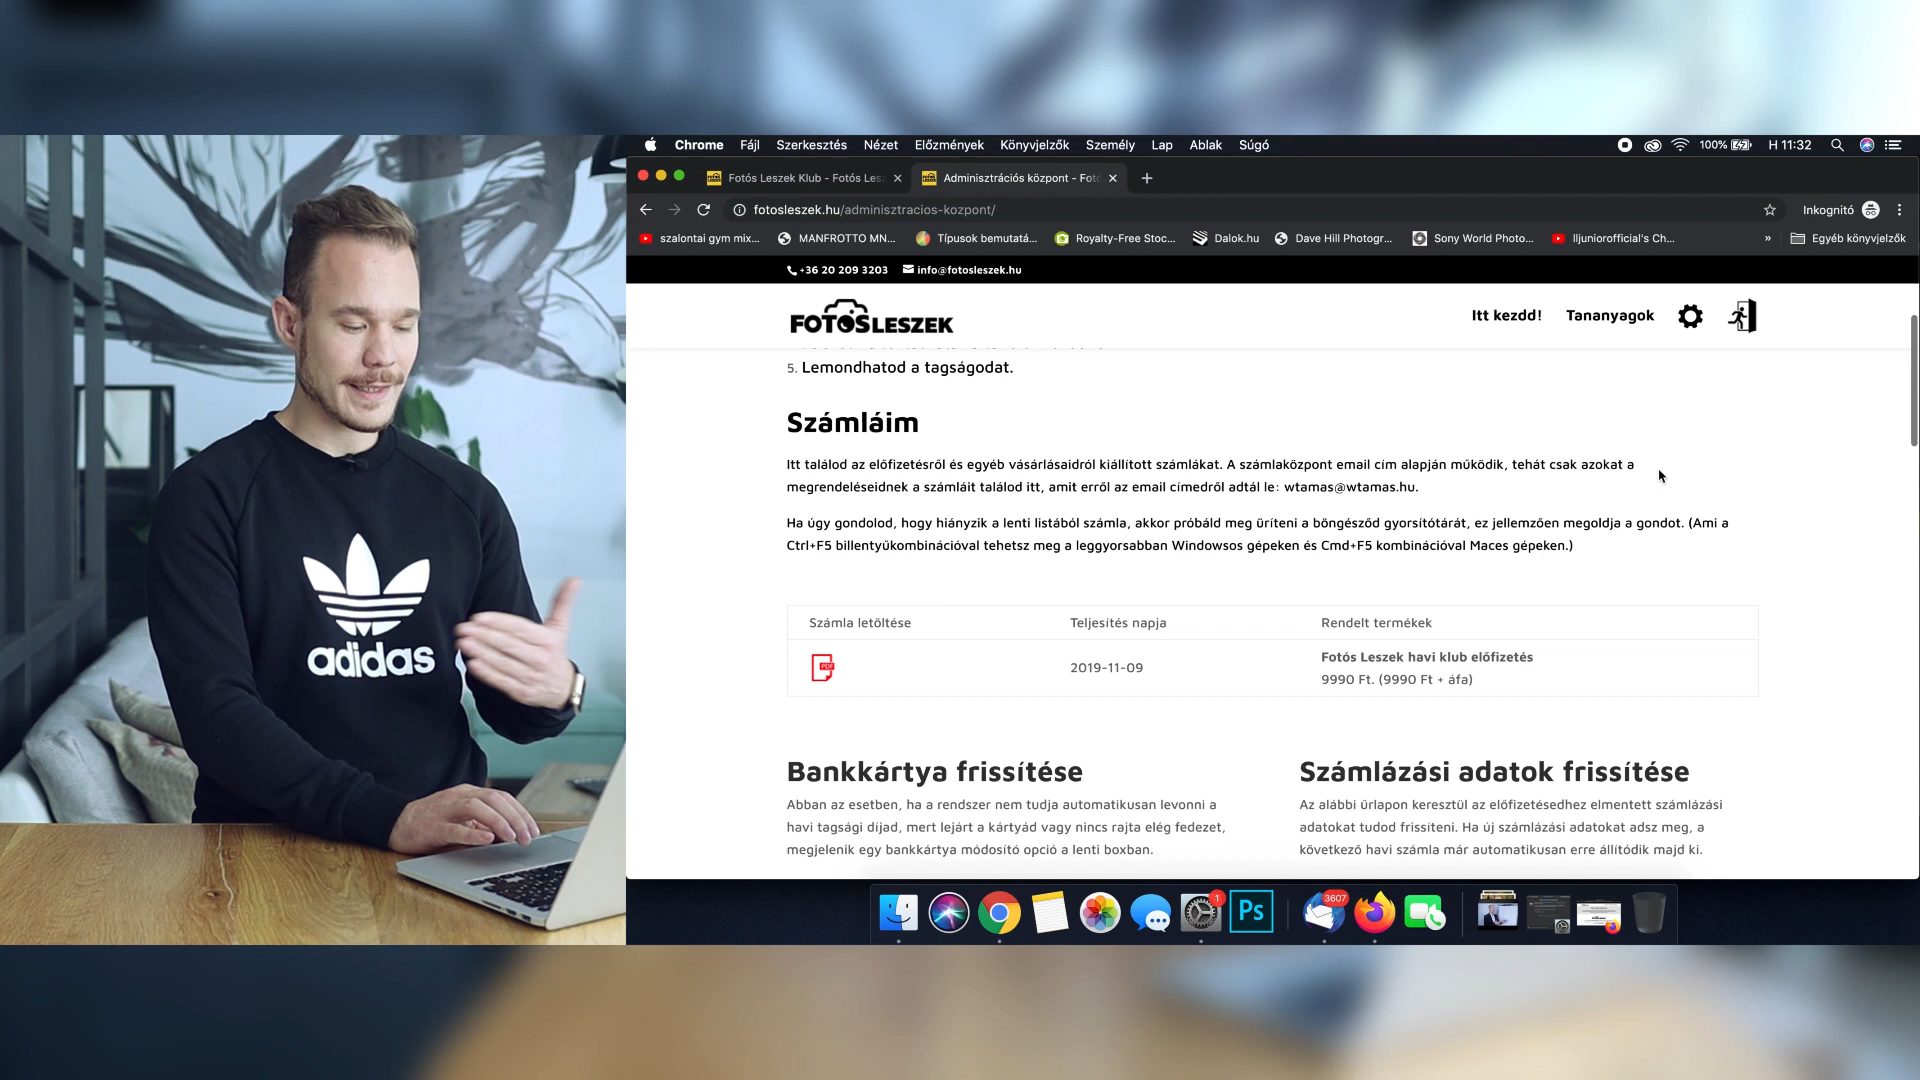 adidas
Chrome Fájl Szerkesztés Nézet Előzmények Könyvjelzők Személy Lap Ablak Súgó 100% H 11:32
Fotós Leszek Klub - Fotós Les
Adminisztrációs központ - Fot
fotosleszek.hu/adminisztracios-kozpont/
Inkognitó
szalontai gym mix...
MANFROTTO MN...
Típusok bemutatá...
Royalty-Free Stoc...
Dalok.hu
Dave Hill Photogr...
Sony World Photo...
lljuniorofficial's Ch...
»
Egyéb könyvjelzők
+36 20 209 3203 info@fotosleszek.hu
FOTÓSLESZEK
Itt kezdd! Tananyagok
5. Lemondhatod a tagságodat.
Számláim
Itt találod az előfizetésről és egyéb vásárlásaidról kiállított számlákat. A számlaközpont email cím alapján működik, tehát csak azokat a
megrendeléseidnek a számláit találod itt, amit erről az email címedről adtál le: wtamas@wtamas.hu.
Ha úgy gondolod, hogy hiányzik a lenti listából számla, akkor próbáld meg üríteni a böngésződ gyorsítótárát, ez jellemzően megoldja a gondot. (Ami a
Ctrl+F5 billentyűkombinációval tehetsz meg a leggyorsabban Windowsos gépeken és Cmd+F5 kombinációval Maces gépeken.)
Számla letöltése Teljesítés napja Rendelt termékek
PDF
2019-11-09
Fotós Leszek havi klub előfizetés
9990 Ft. (9990 Ft + áfa)
Bankkártya frissítése
Abban az esetben, ha a rendszer nem tudja automatikusan levonni a
havi tagsági díjad, mert lejárt a kártyád vagy nincs rajta elég fedezet,
megjelenik egy bankkártya módosító opció a lenti boxban.
Számlázási adatok frissítése
Az alábbi űrlapon keresztül az előfizetésedhez elmentett számlázási
adatokat tudod frissíteni. Ha új számlázási adatokat adsz meg, a
következő havi számla már automatikusan erre állítódik majd ki.
1
Ps
3607